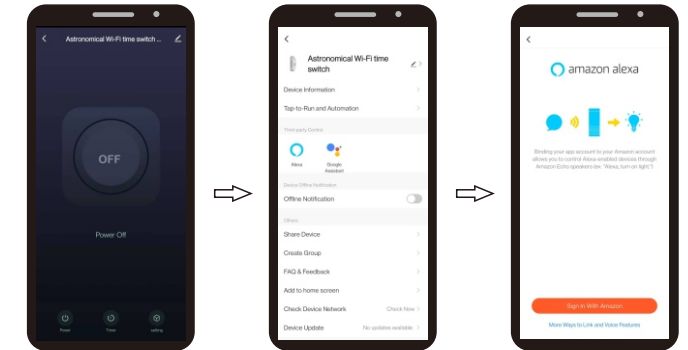 Astronomical Wi-Fi time switch ...
OFF
Power Off
Power
Timer
setting
Astronomical Wi-Fi time
switch
Device Information
Tap-to-Run and Automation
Third-party Control
Alexa
Google
Assistant
Device Offline Notification
Offline Notification
Others
Share Device
Create Group
FAQ & Feedback
Add to home screen
Check Device Network
Check Now
Device Update
No updates available
amazon alexa
Binding your app account to your Amazon account
allows you to control Alexa-enabled devices through
Amazon Echo speakers (ex. "Alexa, turn on light.")
Sign In With Amazon
More Ways to Link and Voice Features